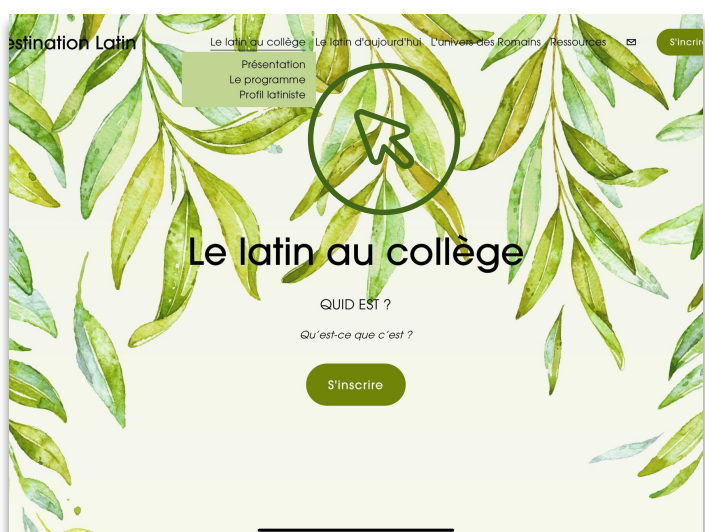 estination Latin
Le latin au collège Le latin d'aujourd'hui L'univers des Romains Ressources S'incrir
Présentation
Le programme
Profil latiniste
Le latin au collège
QUID EST ?
Qu'est-ce que c'est ?
S'inscrire